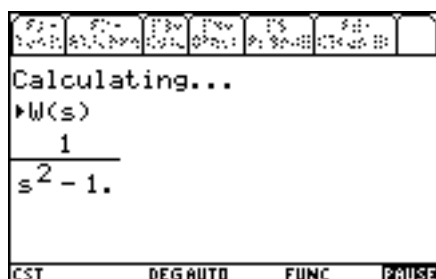 Calculating...
▸W(s)
1
s² - 1.
CST DEG AUTO FUNC PAUSE